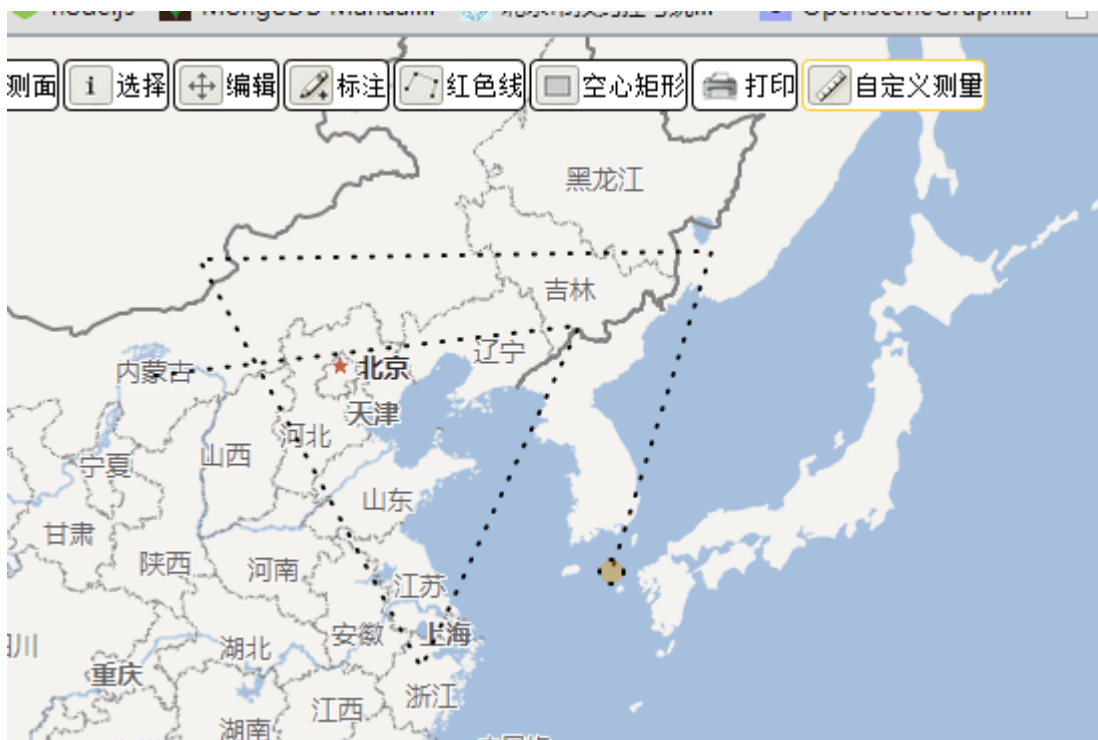 nodejs MongoDB Manual...
测面 i 选择 编辑 标注 红色线 空心矩形 打印 自定义测量
黑龙江
吉林
辽宁
内蒙古 北京
天津
河北
山西
宁夏
山东
甘肃
陕西 河南
江苏
安徽 上海
湖北
重庆
浙江
江西
湖南